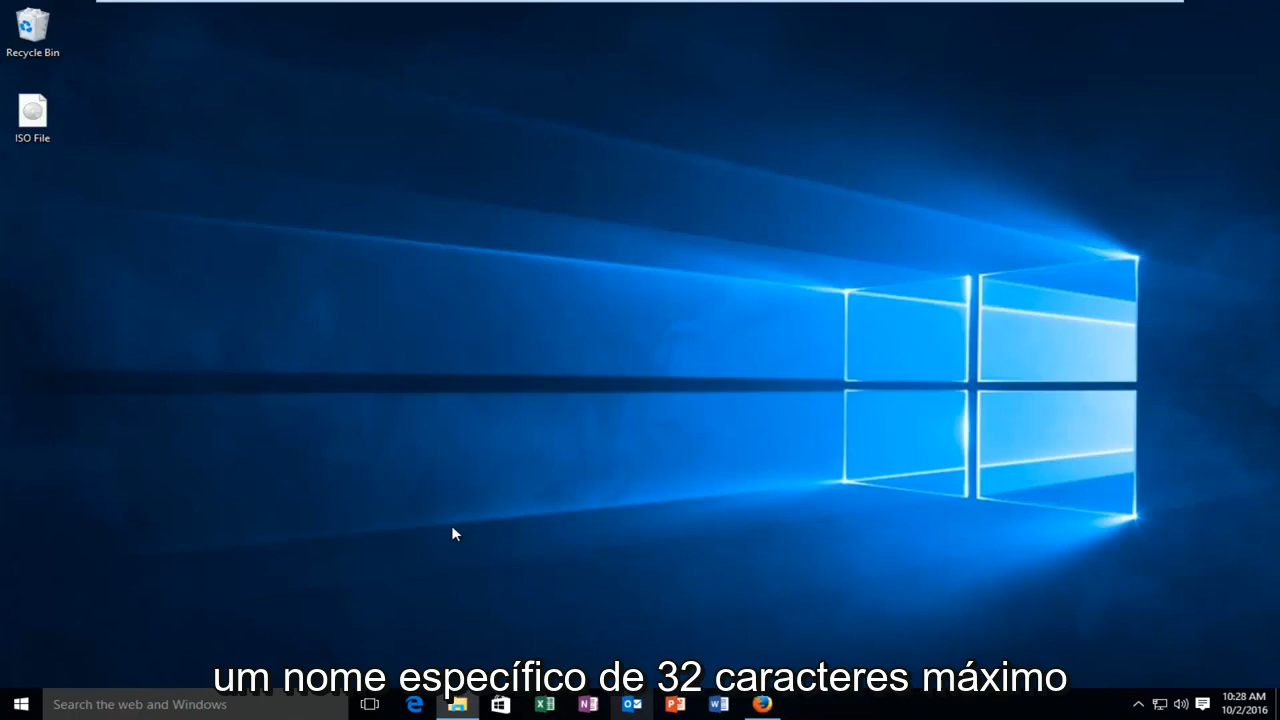 Recycle Bin
ISO File
um nome específico de 32 caracteres máximo
Search the web and Windows
10:28 AM
10/2/2016